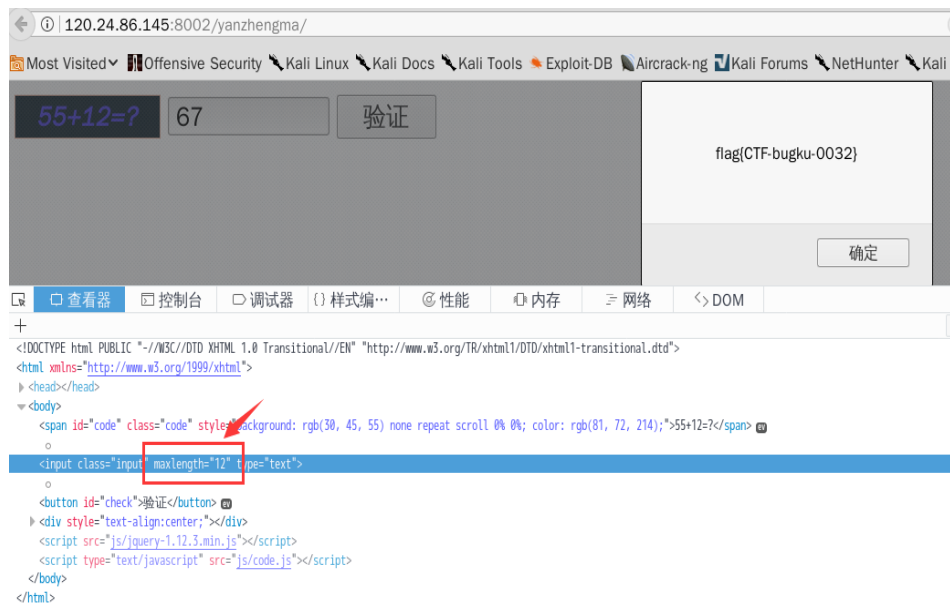 120.24.86.145:8002/yanzhengma/
Most Visited Offensive Security Kali Linux Kali Docs Kali Tools Exploit-DB Aircrack-ng Kali Forums NetHunter Kali
55+12=? 67 验证
flag{CTF-bugku-0032}
确定
查看器 控制台 调试器 {} 样式编… 性能 内存 网络 DOM
<!DOCTYPE html PUBLIC "-//W3C//DTD XHTML 1.0 Transitional//EN" "http://www.w3.org/TR/xhtml1/DTD/xhtml1-transitional.dtd">
<html xmlns="http://www.w3.org/1999/xhtml">
<head></head>
<body>
<span id="code" class="code" style="background: rgb(30, 45, 55) none repeat scroll 0% 0%; color: rgb(81, 72, 214);">55+12=?</span> ev
<input class="input" maxlength="12" type="text">
<button id="check">验证</button> ev
<div style="text-align:center;"></div>
<script src="js/jquery-1.12.3.min.js"></script>
<script type="text/javascript" src="js/code.js"></script>
</body>
</html>